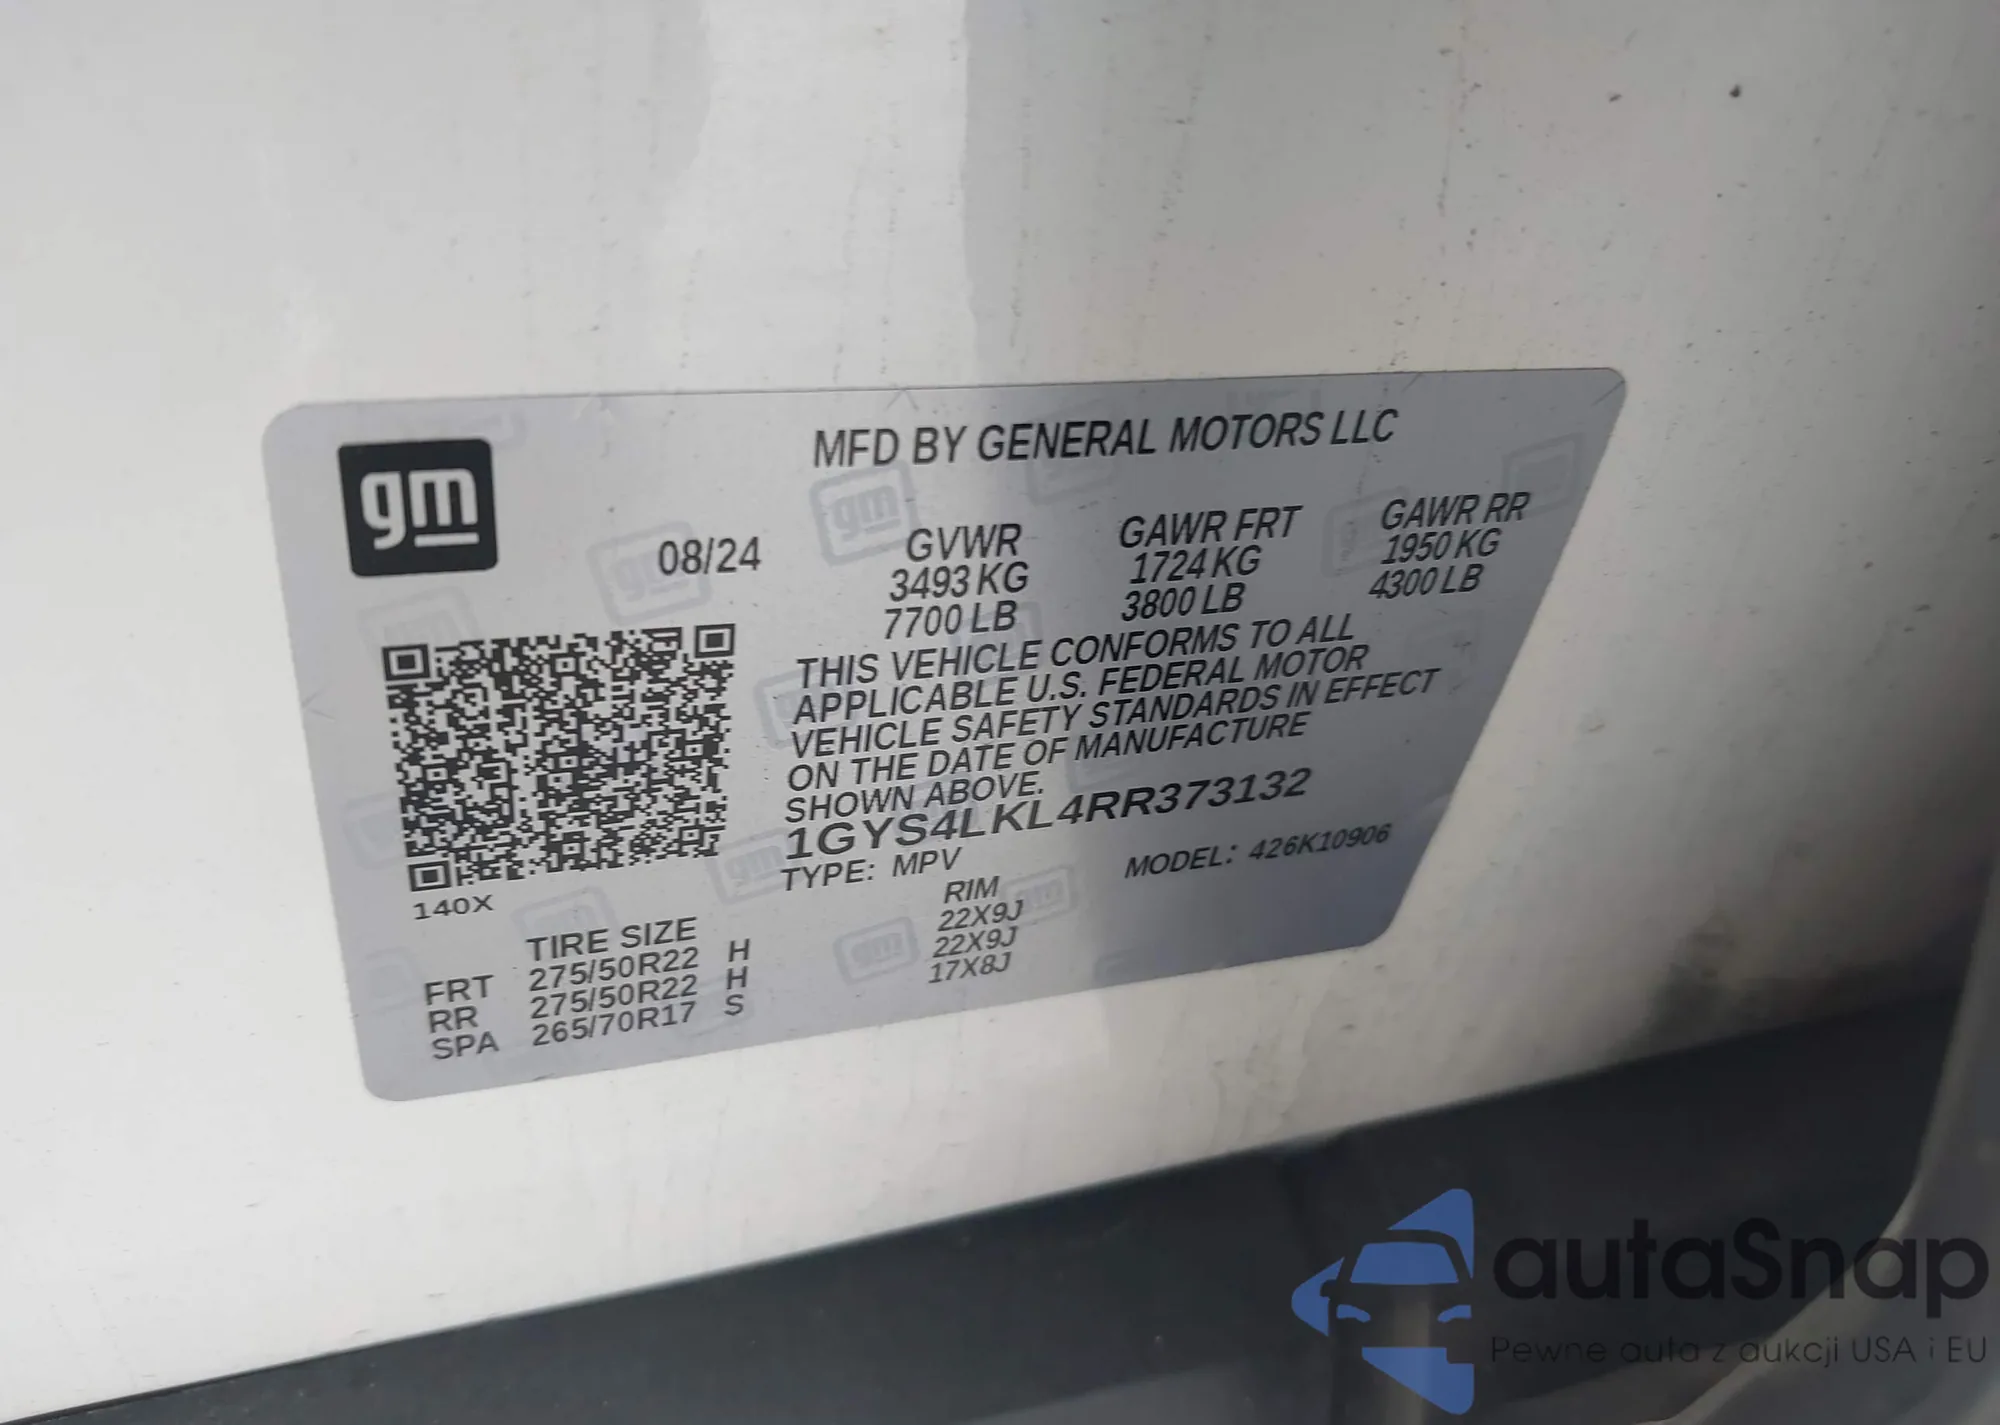 gm
MFD BY GENERAL MOTORS LLC
08/24
GVWR GAWR FRT GAWR RR
3493 KG 1724 KG 1950 KG
7700 LB 3800 LB 4300 LB
THIS VEHICLE CONFORMS TO ALL
APPLICABLE U.S. FEDERAL MOTOR
VEHICLE SAFETY STANDARDS IN EFFECT
ON THE DATE OF MANUFACTURE
SHOWN ABOVE.
1GYS4LKL4RR373132
TYPE: MPV MODEL: 426K10906
140X
TIRE SIZE RIM
FRT 275/50R22 H 22X9J
RR 275/50R22 H 22X9J
SPA 265/70R17 S 17X8J
autaSnap
Pewne auta z aukcji USA i EU